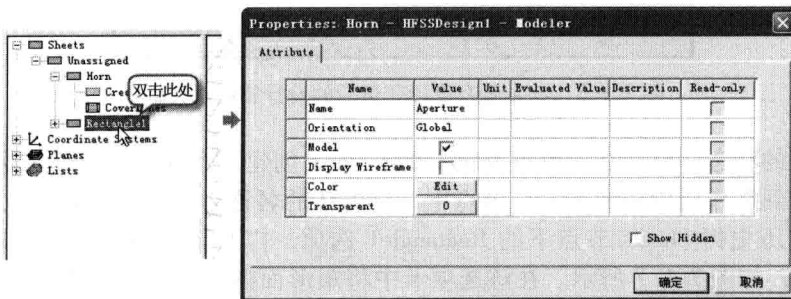 Sheets
Unassigned
Horn
Cre
双击此处
CoverLines
Rectangle1
Coordinate Systems
Planes
Lists
Properties: Horn - HFSSDesign1 - Modeler
Attribute
Name Value Unit Evaluated Value Description Read-only
Name Aperture
Orientation Global
Model
Display Wireframe
Color Edit
Transparent 0
Show Hidden
确定 取消